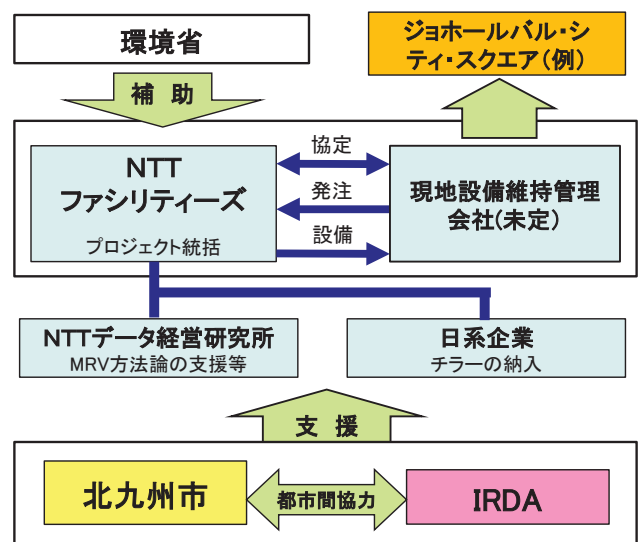 環境省
ジョホールバル・シ
ティ・スクエア(例)
補 助
NTT
ファシリティーズ
プロジェクト統括
協定
発注
設備
現地設備維持管理
会社(未定)
NTTデータ経営研究所
MRV方法論の支援等
日系企業
チラーの納入
支 援
北九州市
都市間協力
IRDA